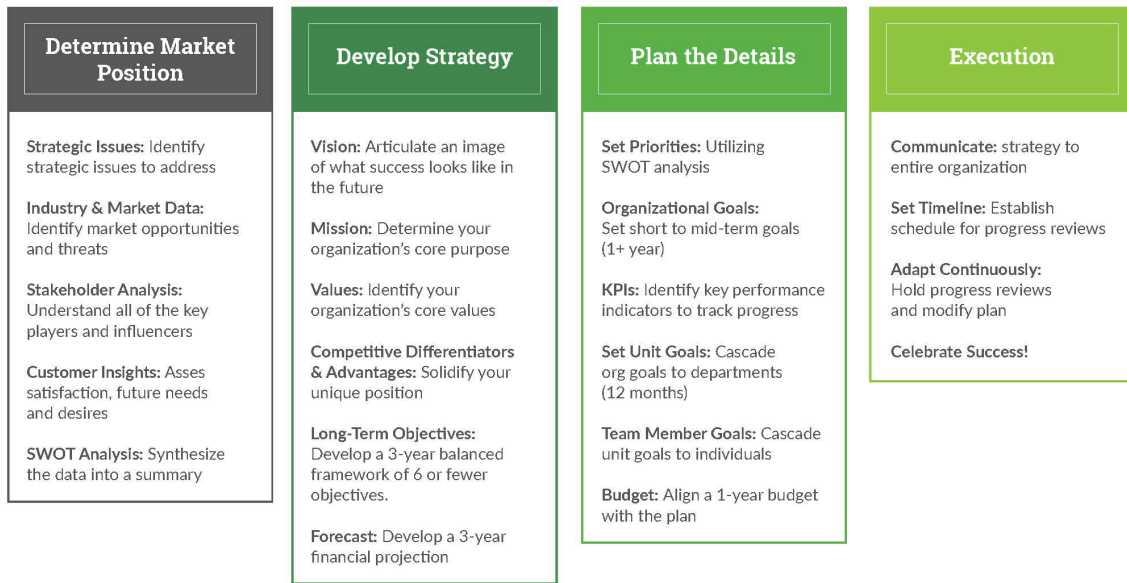 Determine Market
Position
Strategic Issues: Identify
strategic issues to address
Industry & Market Data:
Identify market opportunities
and threats
Stakeholder Analysis:
Understand all of the key
players and influencers
Customer Insights: Asses
satisfaction, future needs
and desires
SWOT Analysis: Synthesize
the data into a summary
Develop Strategy
Vision: Articulate an image
of what success looks like in
the future
Mission: Determine your
organization's core purpose
Values: Identify your
organization's core values
Competitive Differentiators
& Advantages: Solidify your
unique position
Long-Term Objectives:
Develop a 3-year balanced
framework of 6 or fewer
objectives.
Forecast: Develop a 3-year
financial projection
Plan the Details
Set Priorities: Utilizing
SWOT analysis
Organizational Goals:
Set short to mid-term goals
(1+ year)
KPIs: Identify key performance
indicators to track progress
Set Unit Goals: Cascade
org goals to departments
(12 months)
Team Member Goals: Cascade
unit goals to individuals
Budget: Align a 1-year budget
with the plan
Execution
Communicate: strategy to
entire organization
Set Timeline: Establish
schedule for progress reviews
Adapt Continuously:
Hold progress reviews
and modify plan
Celebrate Success!